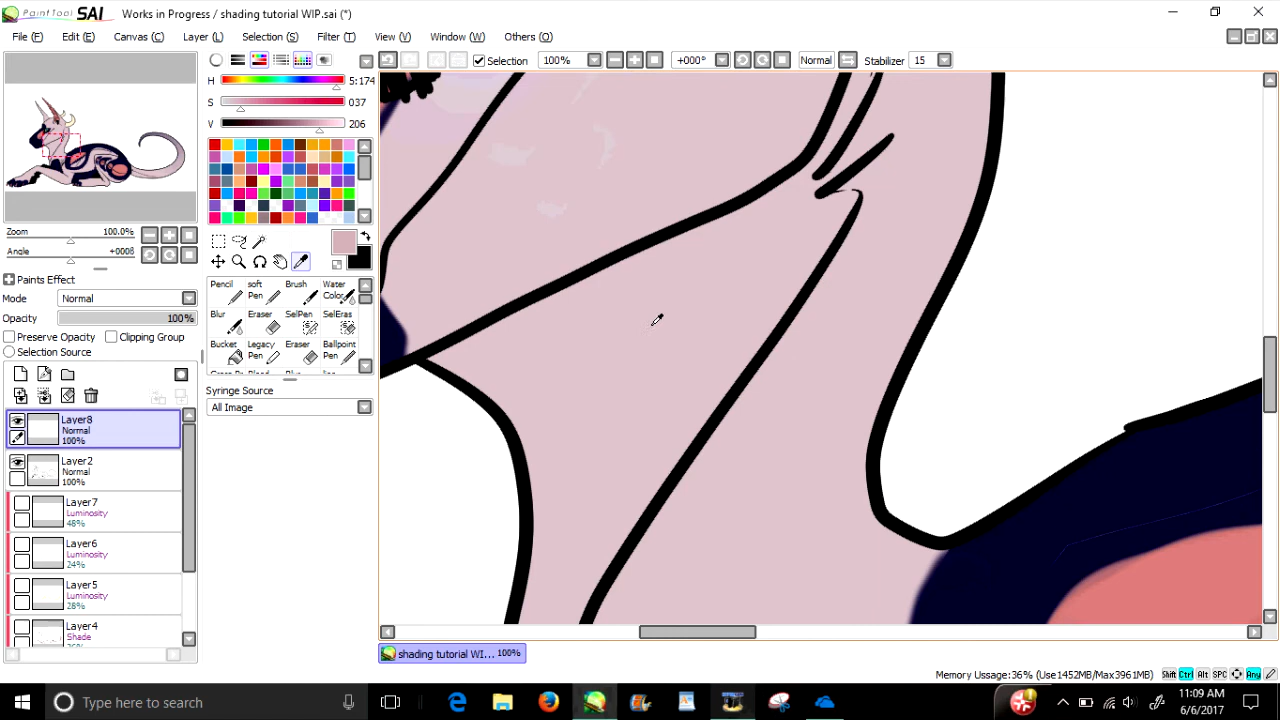 PaintTool SAI Works in Progress / shading tutorial WIP.sai (*)
File (F) Edit (E) Canvas (C) Layer (L) Selection (S) Filter (T) View (V) Window (W) Others (O)
Selection 100% +000° Normal Stabilizer 15
H 5:174
S 037
V 206
Zoom 100.0%
Angle +000ß
Paints Effect
Mode Normal
Opacity 100%
Preserve Opacity Clipping Group
Selection Source
Pencil soft Pen Brush Water Color
Blur Eraser SelPen SelEras
Bucket Legacy Pen Eraser Ballpoint Pen
Syringe Source
All Image
Layer8
Normal
100%
Layer2
Normal
100%
Layer7
Luminosity
48%
Layer6
Luminosity
24%
Layer5
Luminosity
28%
Layer4
Shade
shading tutorial WI... 100%
Memory Usage:36% (Use1452MB/Max3961MB) Shift Ctrl Alt SPC Any
Type here to search
11:09 AM
6/6/2017